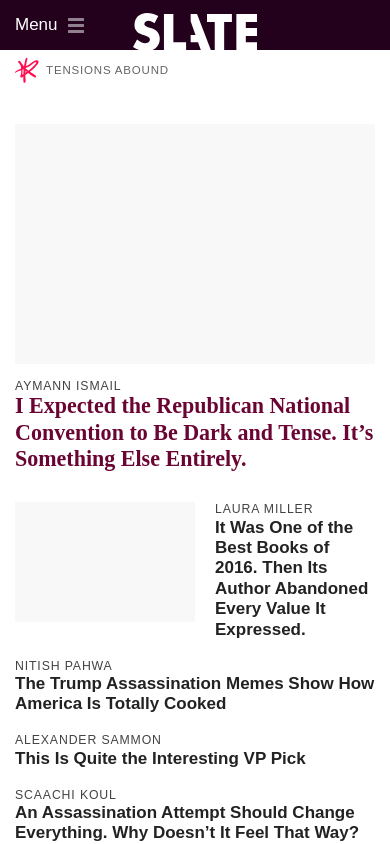 Menu
SLATE
TENSIONS ABOUND
AYMANN ISMAIL
I Expected the Republican National
Convention to Be Dark and Tense. It’s
Something Else Entirely.
LAURA MILLER
It Was One of the
Best Books of
2016. Then Its
Author Abandoned
Every Value It
Expressed.
NITISH PAHWA
The Trump Assassination Memes Show How
America Is Totally Cooked
ALEXANDER SAMMON
This Is Quite the Interesting VP Pick
SCAACHI KOUL
An Assassination Attempt Should Change
Everything. Why Doesn’t It Feel That Way?